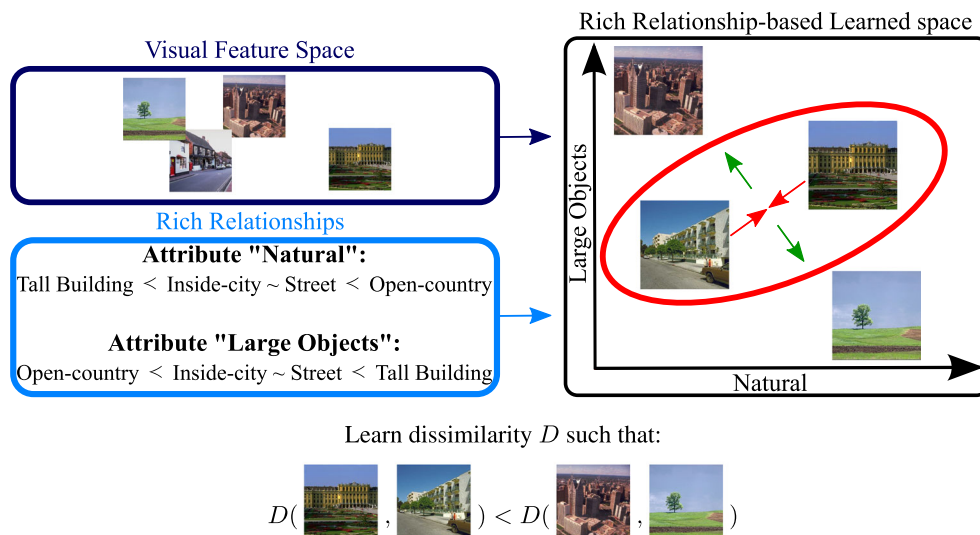 Visual Feature Space
Rich Relationships
Attribute "Natural":
Tall Building < Inside-city ~ Street < Open-country
Attribute "Large Objects":
Open-country < Inside-city ~ Street < Tall Building
Rich Relationship-based Learned space
Large Objects
Natural
Learn dissimilarity D such that:
D( , ) < D( , )